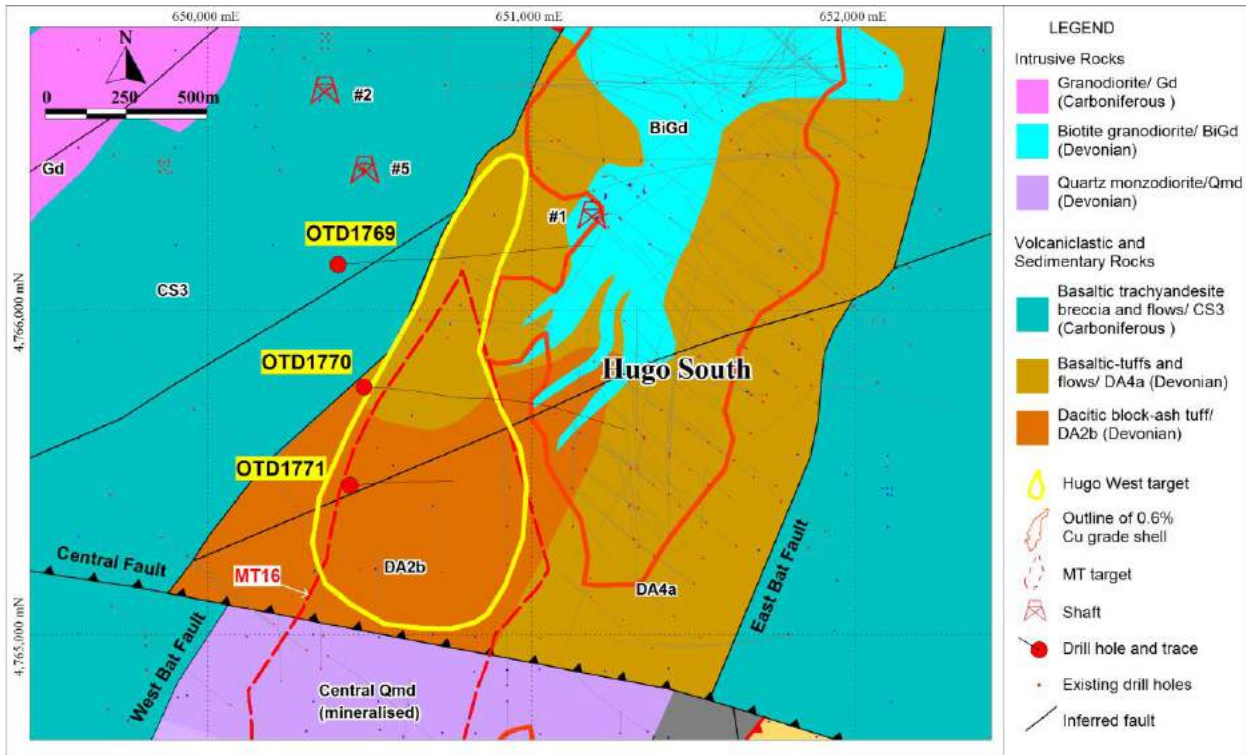 650,000 mE
651,000 mE
652,000 mE
N
0 250 500m
#2
#5
#1
Gd
BiGd
OTD1769
CS3
4,766,000 mN
OTD1770
Hugo South
OTD1771
Central Fault
MT16
DA2b
DA4a
East Bat Fault
4,765,000 mN
West Bat Fault
Central Qmd
(mineralised)
LEGEND
Intrusive Rocks
Granodiorite/ Gd
(Carboniferous )
Biotite granodiorite/ BiGd
(Devonian)
Quartz monzodiorite/Qmd
(Devonian)
Volcaniclastic and
Sedimentary Rocks
Basaltic trachyandesite
breccia and flows/ CS3
(Carboniferous )
Basaltic-tuffs and
flows/ DA4a (Devonian)
Dacitic block-ash tuff/
DA2b (Devonian)
Hugo West target
Outline of 0.6%
Cu grade shell
MT target
Shaft
Drill hole and trace
Existing drill holes
Inferred fault